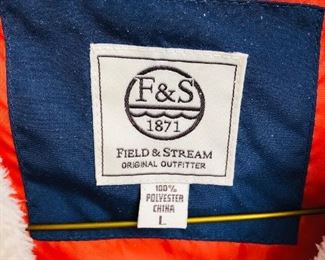 F&S
1871
FIELD & STREAM
ORIGINAL OUTFITTER
100%
POLYESTER
CHINA
L